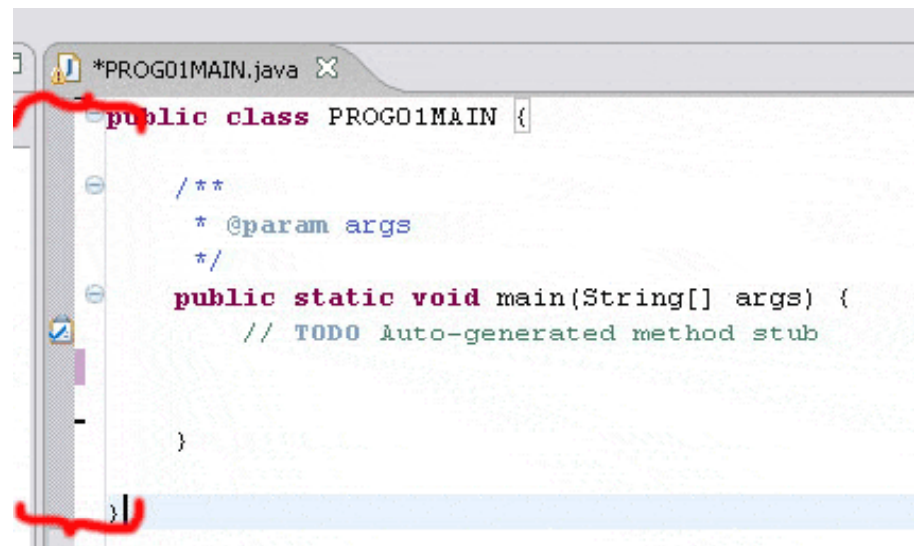 *PROG01MAIN.java
public class PROG01MAIN {
/**
* @param args
*/
public static void main(String[] args) {
// TODO Auto-generated method stub
}
}